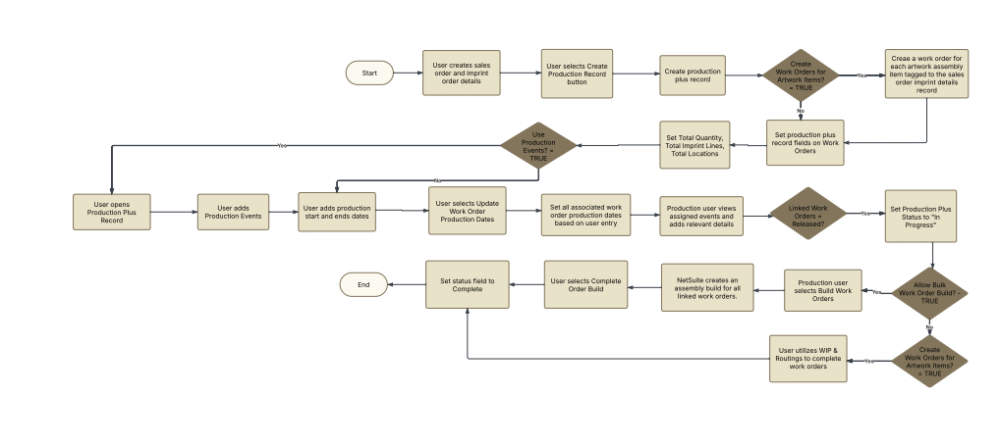 Start
User creates sales
order and imprint
order details
User selects Create
Production Record
button
Create production
plus record
Create
Work Orders for
Artwork Items?
= TRUE
Yes
Creae a work order for
each artwork assembly
item tagged to the sales
order imprint details
record
No
Set production plus
record fields on Work
Orders
Set Total Quantity,
Total Imprint Lines,
Total Locations
Use
Production
Events? =
TRUE
Yes
No
User opens
Production Plus
Record
User adds
Production Events
User adds production
start and ends dates
User selects Update
Work Order
Production Dates
Set all associated work
order production dates
based on user entry
Production user views
assigned events and
adds relevant details
Linked Work
Orders =
Released?
Yes
Set Production Plus
Status to "In
Progress"
Allow Bulk
Work Order Build? -
TRUE
Yes
Production user
selects Build Work
Orders
NetSuite creates an
assembly build for all
linked work orders.
User selects Complete
Order Build
Set status field to
Complete
End
No
Create
Work Orders for
Artwork Items?
= TRUE
Yes
User utilizes WIP &
Routings to complete
work orders